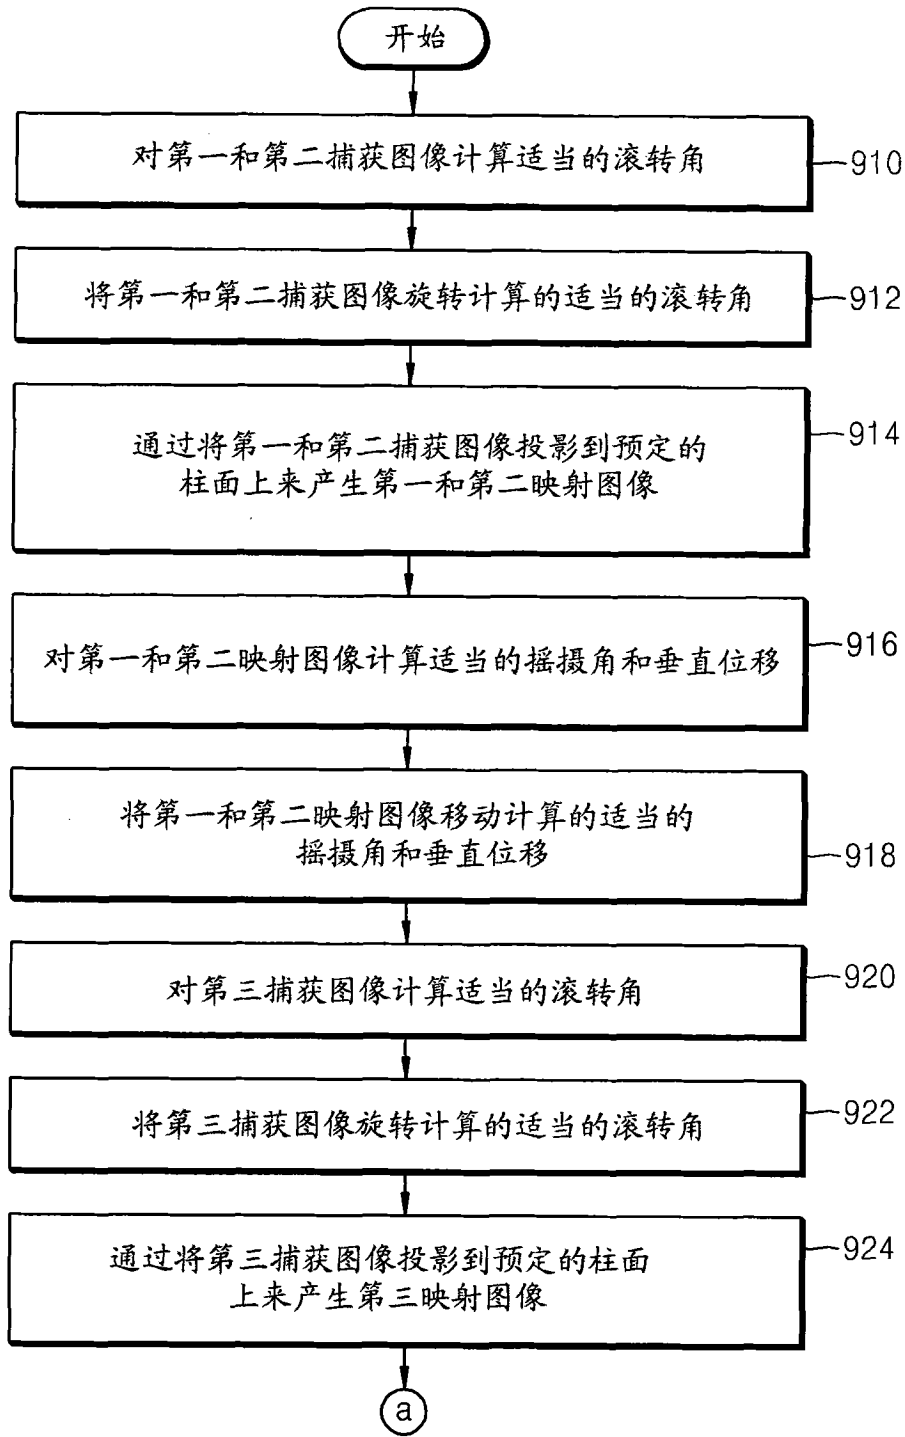 开始
对第一和第二捕获图像计算适当的滚转角
910
将第一和第二捕获图像旋转计算的适当的滚转角
912
通过将第一和第二捕获图像投影到预定的
柱面上来产生第一和第二映射图像
914
对第一和第二映射图像计算适当的摇摄角和垂直位移
916
将第一和第二映射图像移动计算的适当的
摇摄角和垂直位移
918
对第三捕获图像计算适当的滚转角
920
将第三捕获图像旋转计算的适当的滚转角
922
通过将第三捕获图像投影到预定的柱面
上来产生第三映射图像
924
a